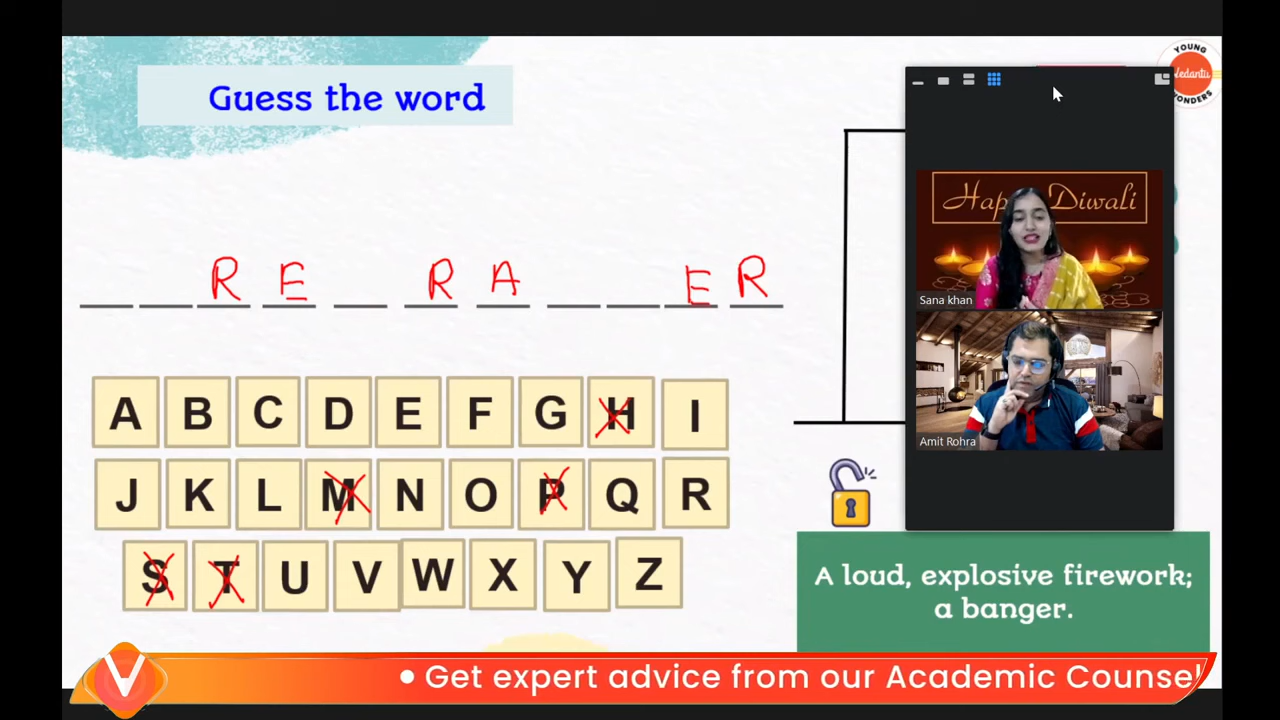 Guess the word
YOUNG
Vedantu
WONDERS
Happy Diwali
Sana khan
R E R A E R
Amit Rohra
A B C D E F G H I
J K L M N O P Q R
S T U V W X Y Z
A loud, explosive firework;
a banger.
V • Get expert advice from our Academic Counsel